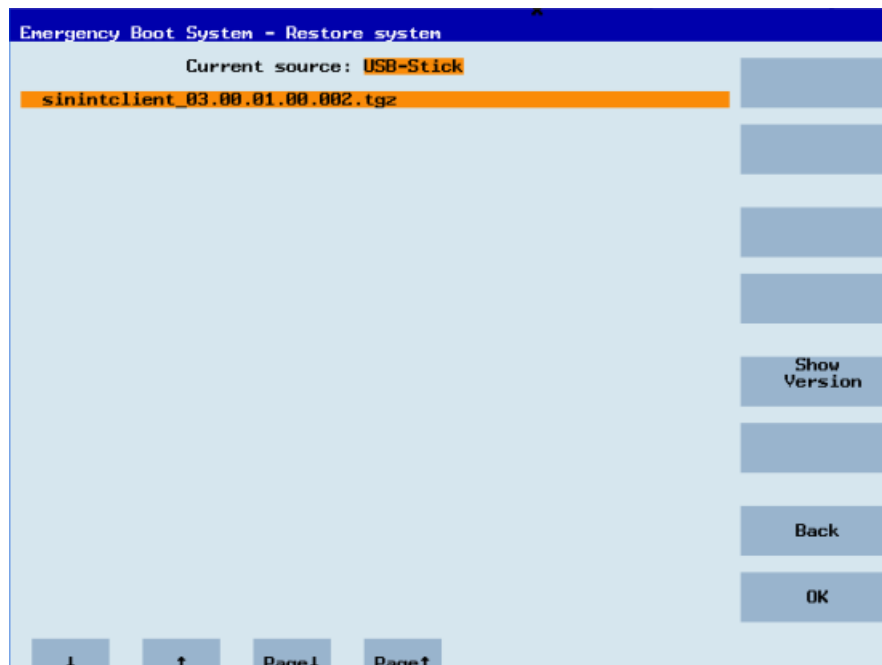 Emergency Boot System - Restore system
Current source: USB-Stick
sinintclient_03.00.01.00.002.tgz
Show
Version
Back
OK
↓ ↑ Page↓ Page↑